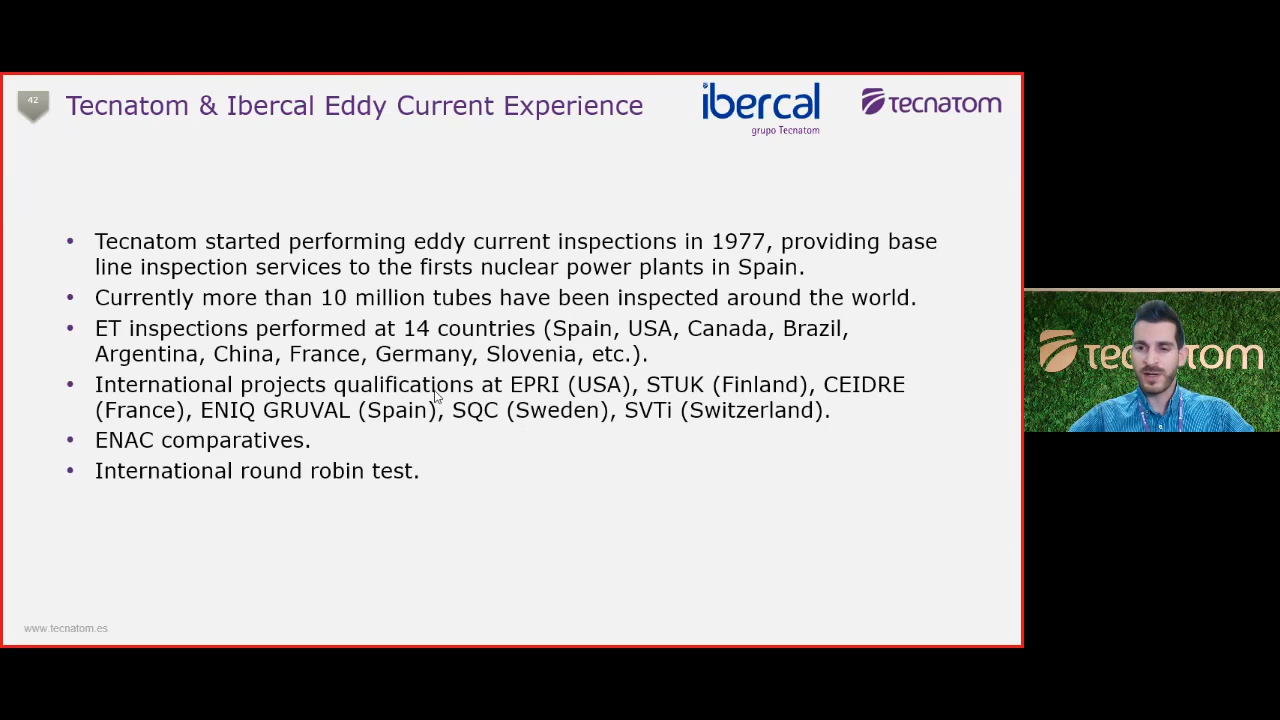 42
Tecnatom & Ibercal Eddy Current Experience
ibercal
grupo Tecnatom
tecnatom
• Tecnatom started performing eddy current inspections in 1977, providing base
line inspection services to the firsts nuclear power plants in Spain.
• Currently more than 10 million tubes have been inspected around the world.
• ET inspections performed at 14 countries (Spain, USA, Canada, Brazil,
Argentina, China, France, Germany, Slovenia, etc.).
• International projects qualifications at EPRI (USA), STUK (Finland), CEIDRE
(France), ENIQ GRUVAL (Spain), SQC (Sweden), SVTi (Switzerland).
• ENAC comparatives.
• International round robin test.
www.tecnatom.es